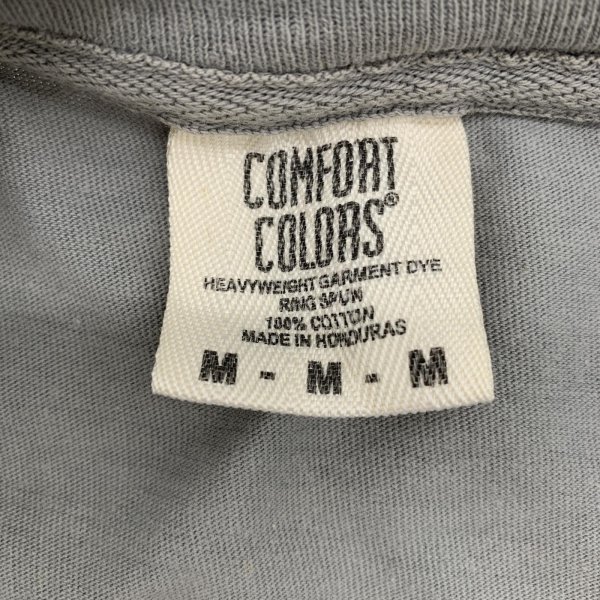 COMFORT
COLORS®
HEAVYWEIGHT GARMENT DYE
RING SPUN
100% COTTON
MADE IN HONDURAS
M - M - M